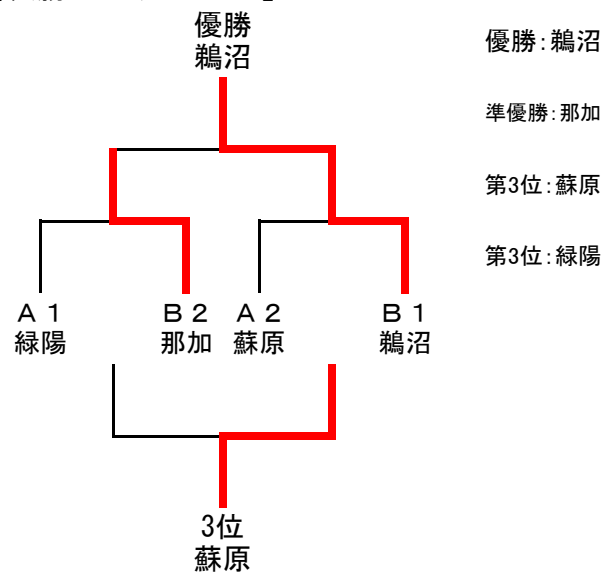 優勝
鵜沼
優勝：鵜沼
準優勝：那加
第3位：蘇原
第3位：緑陽
Ａ１ Ｂ２ Ａ２ Ｂ１
緑陽 那加 蘇原 鵜沼
3位
蘇原